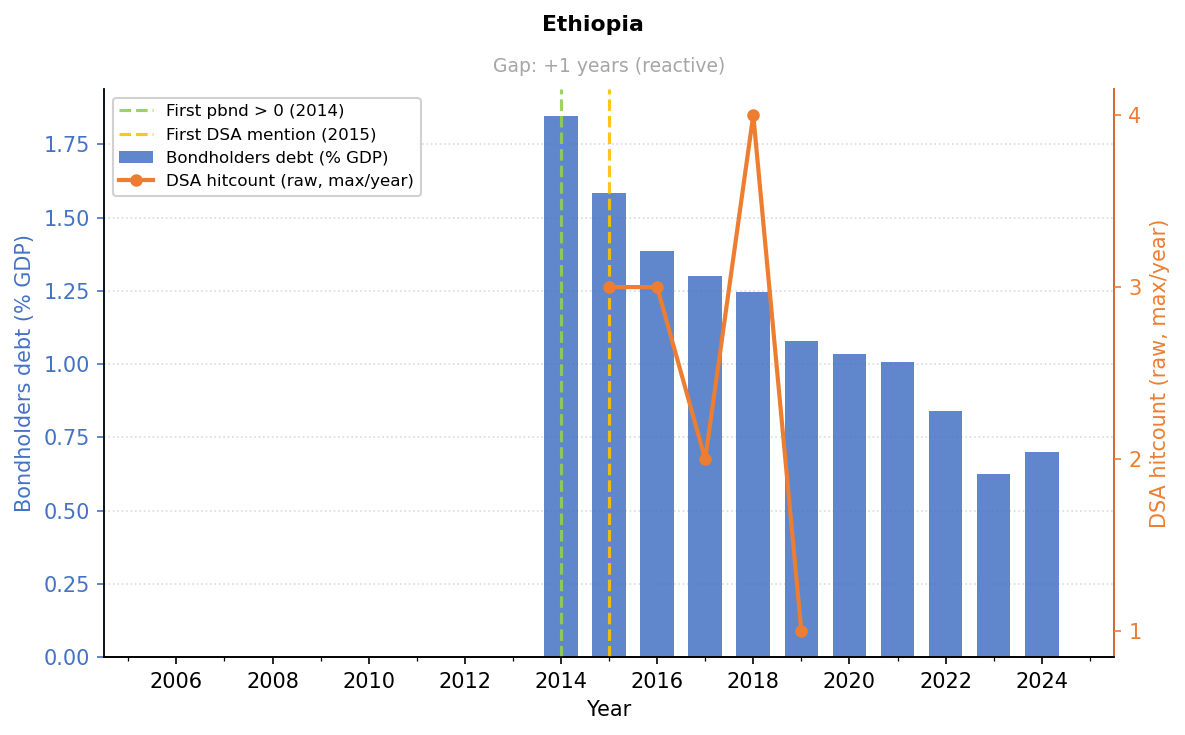 Ethiopia
Gap: +1 years (reactive)
First pbnd > 0 (2014)
First DSA mention (2015)
Bondholders debt (% GDP)
DSA hitcount (raw, max/year)
Bondholders debt (% GDP)
1.75
1.50
1.25
1.00
0.75
0.50
0.25
0.00
4
3
2
1
DSA hitcount (raw, max/year)
2006 2008 2010 2012 2014 2016 2018 2020 2022 2024
Year